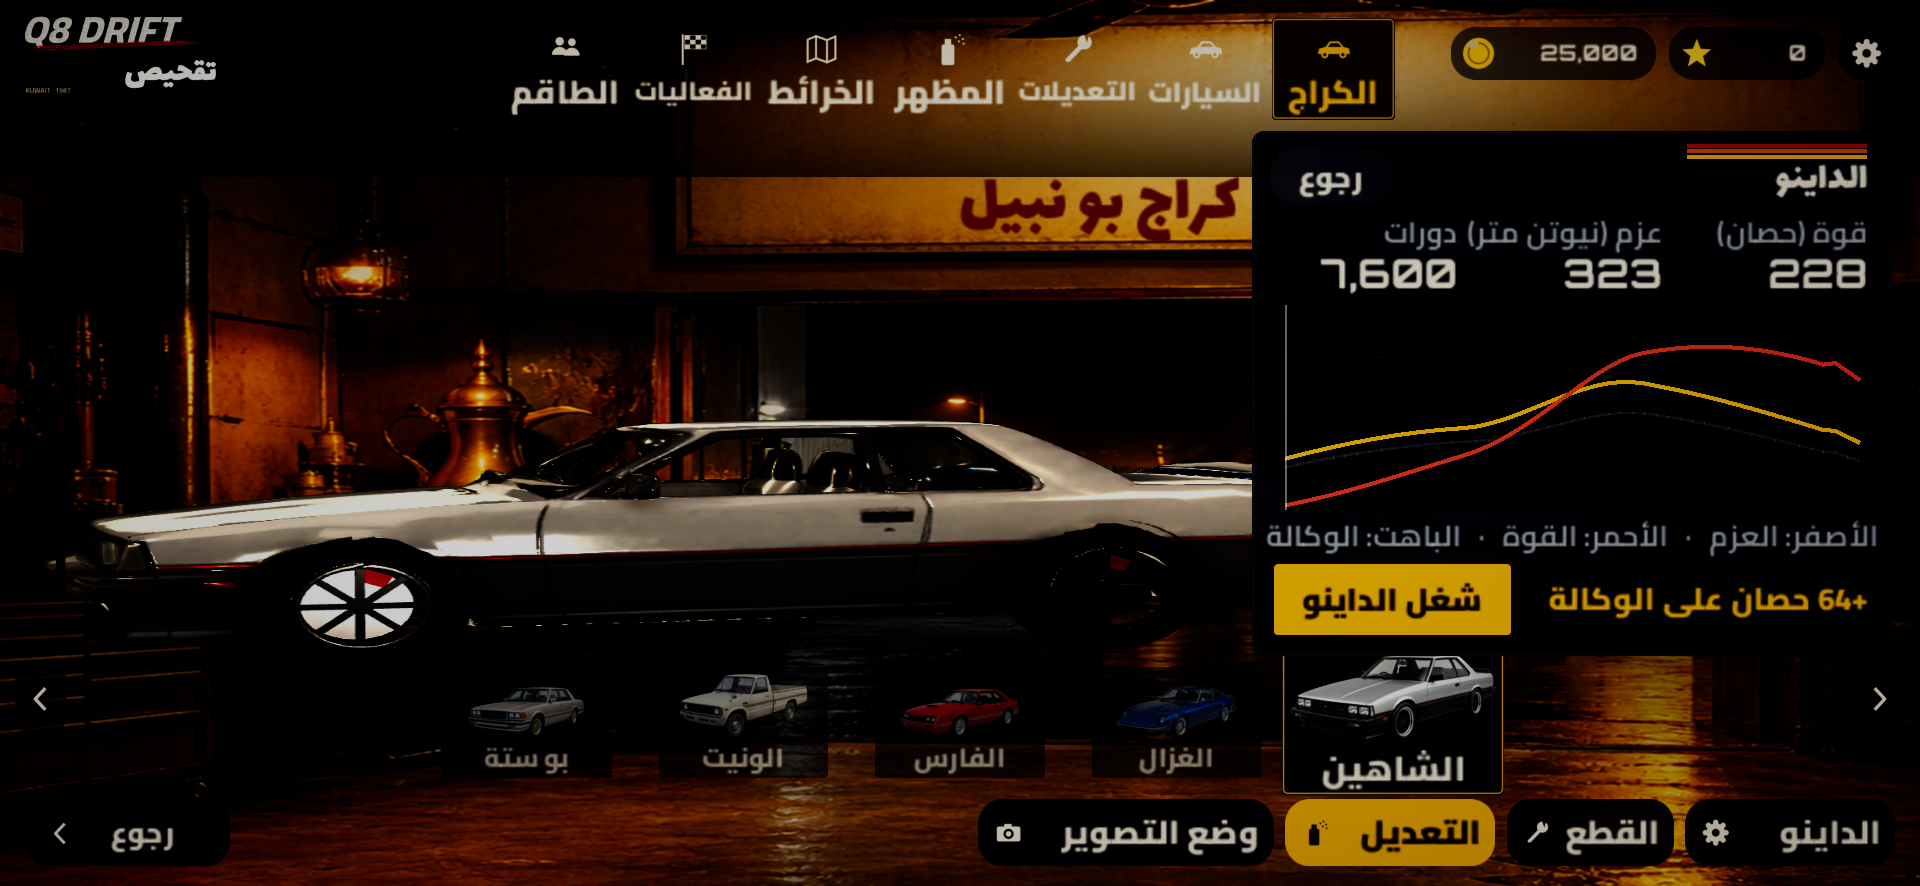 Q8 DRIFT
تفحيص
KUWAIT · 1987
الكراج
السيارات
التعديلات
المظهر
الخرائط
الفعاليات
الطاقم
25,000
0
كراج بو نبيل
الداينو
رجوع
قوة (حصان)
عزم (نيوتن متر)
دورات
228
323
7,600
الأصفر: العزم · الأحمر: القوة · الباهت: الوكالة
+64 حصان على الوكالة
شغل الداينو
الشاهين
الغزال
الفارس
الونيت
بو ستة
الداينو
القطع
التعديل
وضع التصوير
رجوع